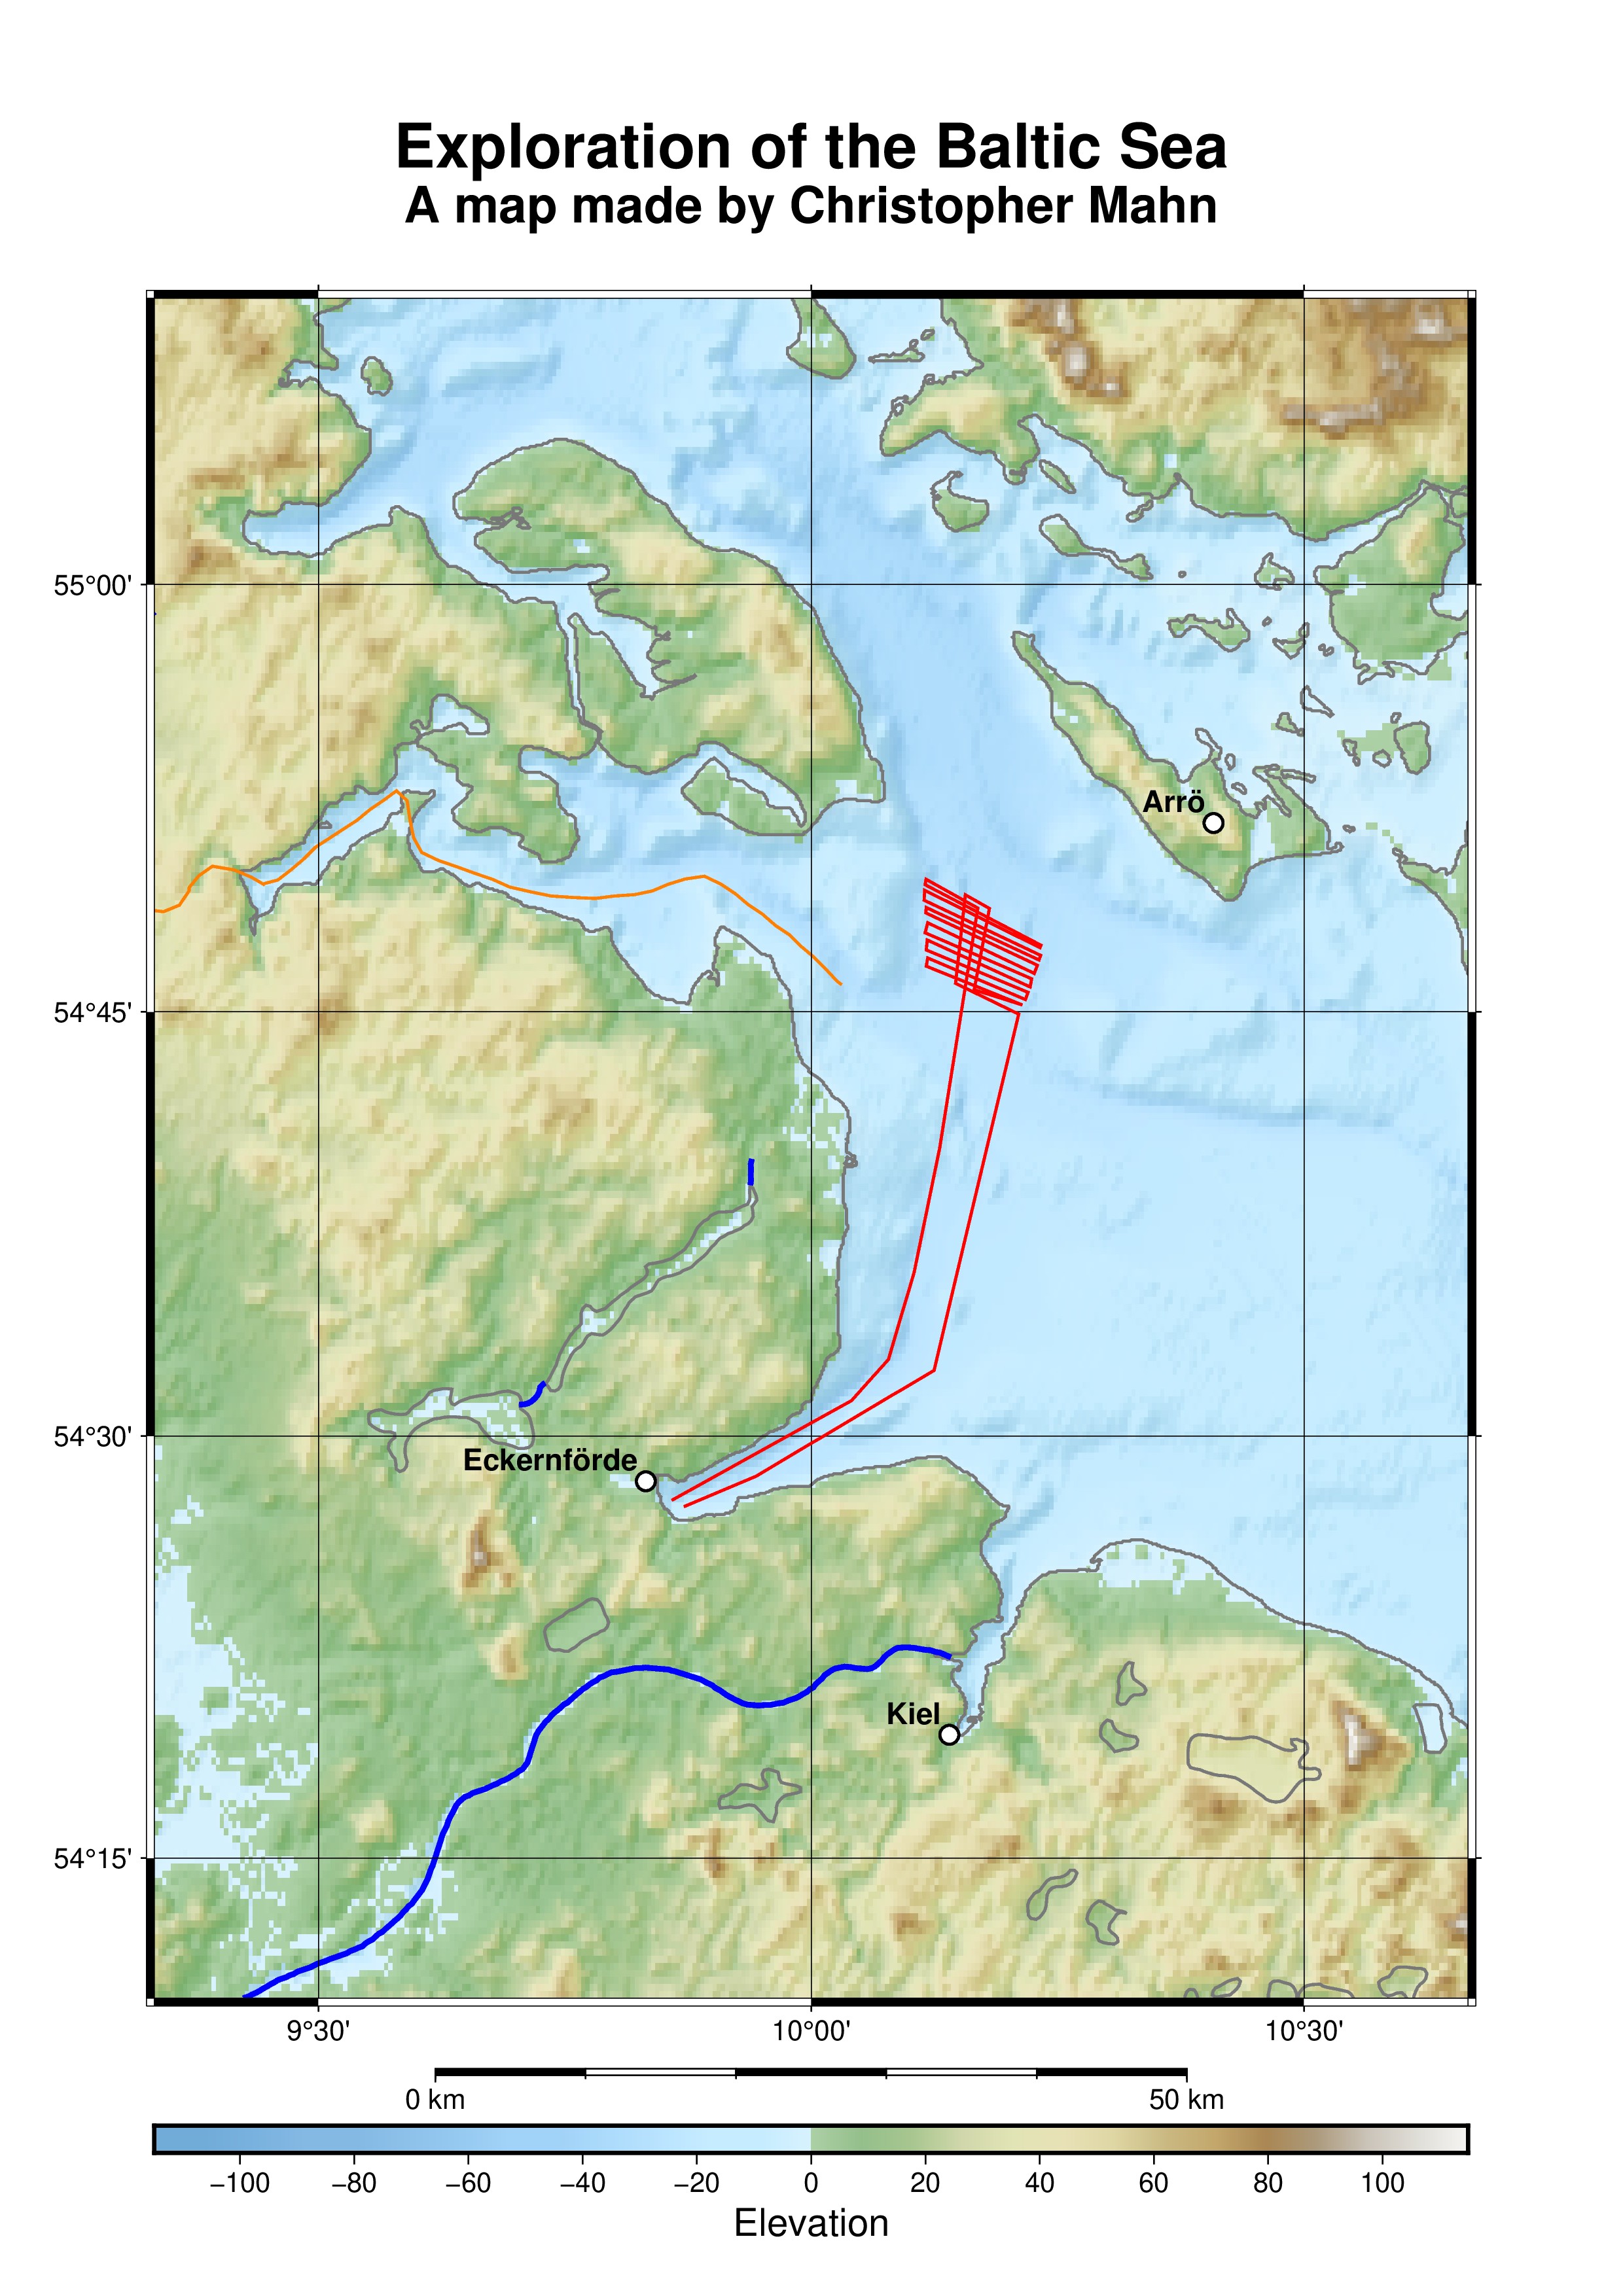 Exploration of the Baltic Sea
A map made by Christopher Mahn
55°00'
Arrö
54°45'
54°30'
Eckernförde
Kiel
54°15'
9°30' 10°00' 10°30'
0 km 50 km
−100 −80 −60 −40 −20 0 20 40 60 80 100
Elevation